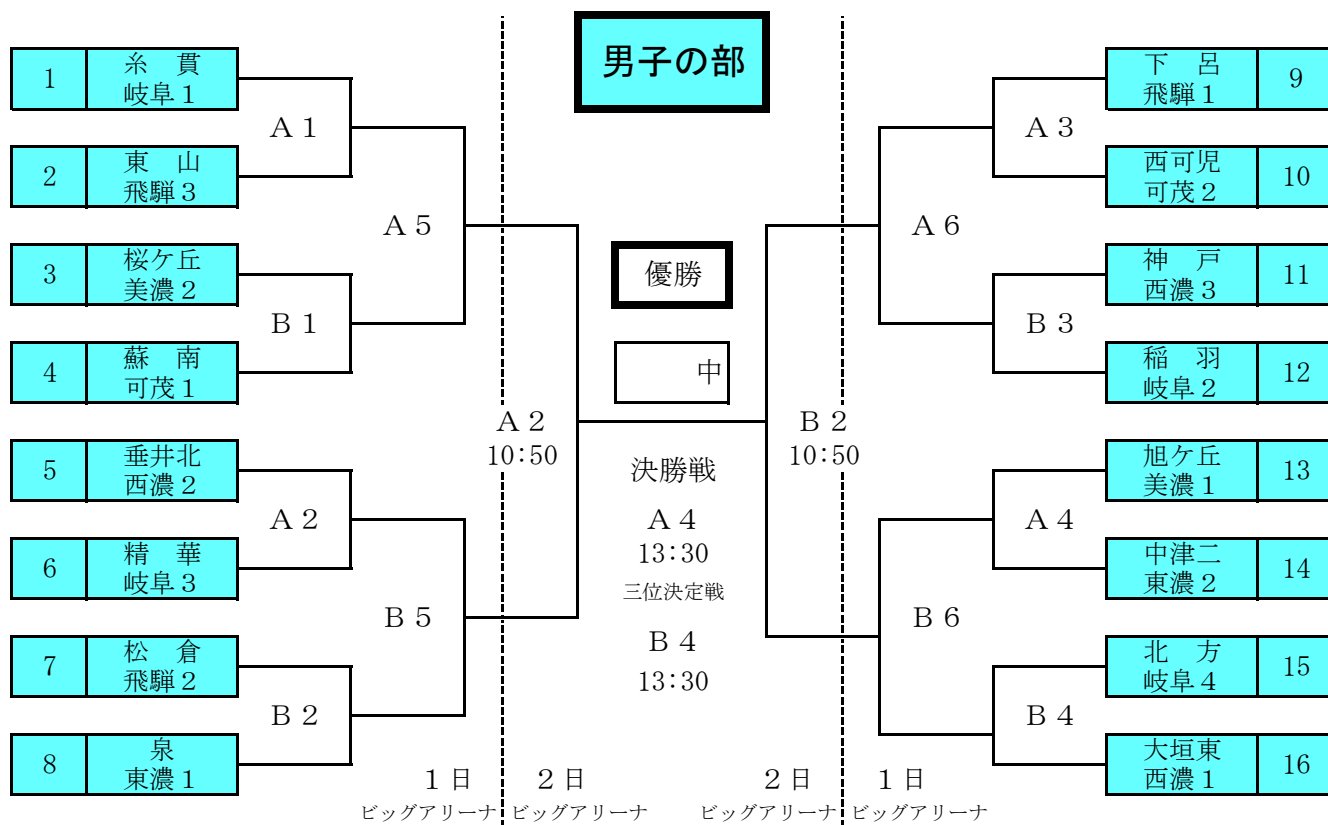 男子の部
1
糸　貫
岐阜１
Ａ１
2
東　山
飛騨３
Ａ５
3
桜ケ丘
美濃２
Ｂ１
4
蘇　南
可茂１
Ａ２
10:50
5
垂井北
西濃２
Ａ２
6
精　華
岐阜３
Ｂ５
7
松　倉
飛騨２
Ｂ２
8
泉
東濃１
優勝
中
決勝戦
Ａ４
13:30
三位決定戦
Ｂ４
13:30
下　呂
飛騨１
9
Ａ３
西可児
可茂２
10
Ａ６
神　戸
西濃３
11
Ｂ３
稲　羽
岐阜２
12
Ｂ２
10:50
旭ケ丘
美濃１
13
Ａ４
中津二
東濃２
14
Ｂ６
北　方
岐阜４
15
Ｂ４
大垣東
西濃１
16
１日
ビッグアリーナ
２日
ビッグアリーナ
２日
ビッグアリーナ
１日
ビッグアリーナ